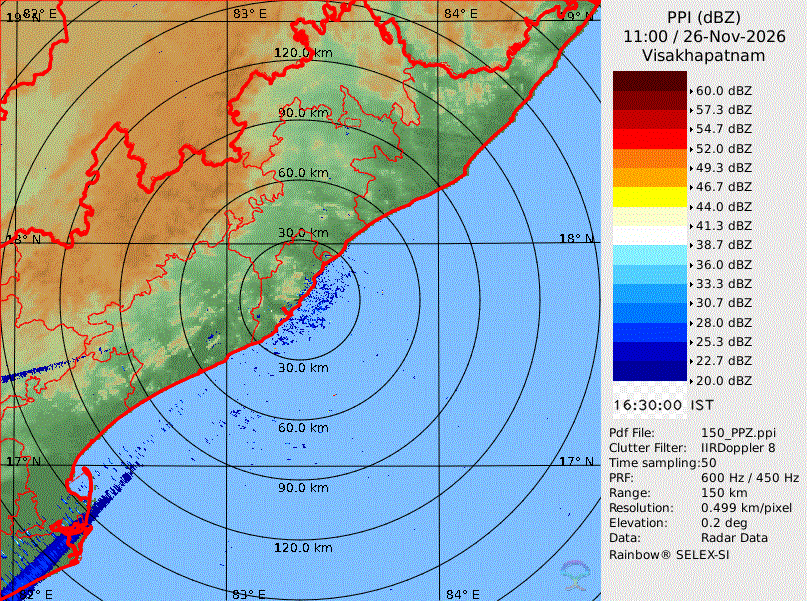 82° E
83° E
84° E
19° N
19° N
120.0 km
90.0 km
60.0 km
30.0 km
18° N
18° N
30.0 km
60.0 km
17° N
17° N
90.0 km
120.0 km
82° E
83° E
84° E
PPI (dBZ)
11:00 / 26-Nov-2026
Visakhapatnam
60.0 dBZ
57.3 dBZ
54.7 dBZ
52.0 dBZ
49.3 dBZ
46.7 dBZ
44.0 dBZ
41.3 dBZ
38.7 dBZ
36.0 dBZ
33.3 dBZ
30.7 dBZ
28.0 dBZ
25.3 dBZ
22.7 dBZ
20.0 dBZ
16:30:00 IST
Pdf File: 150_PPZ.ppi
Clutter Filter: IIRDoppler 8
Time sampling:50
PRF: 600 Hz / 450 Hz
Range: 150 km
Resolution: 0.499 km/pixel
Elevation: 0.2 deg
Data: Radar Data
Rainbow® SELEX-SI